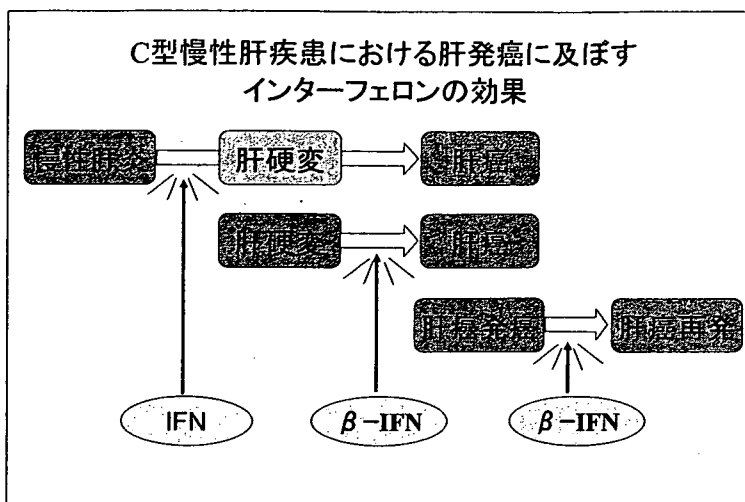 C型慢性肝疾患における肝発癌に及ぼす
インターフェロンの効果
慢性肝炎 肝硬変 肝癌
肝硬変 肝癌
肝癌発癌 肝癌再発
IFN β-IFN β-IFN